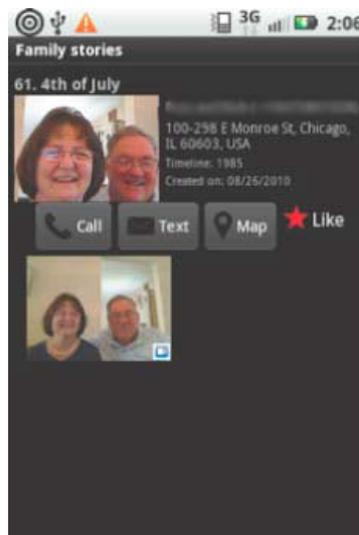 3G 2:06
Family stories
61. 4th of July
100-298 E Monroe St, Chicago,
IL 60603, USA
Timeline: 1985
Created on: 08/26/2010
Call Text Map Like